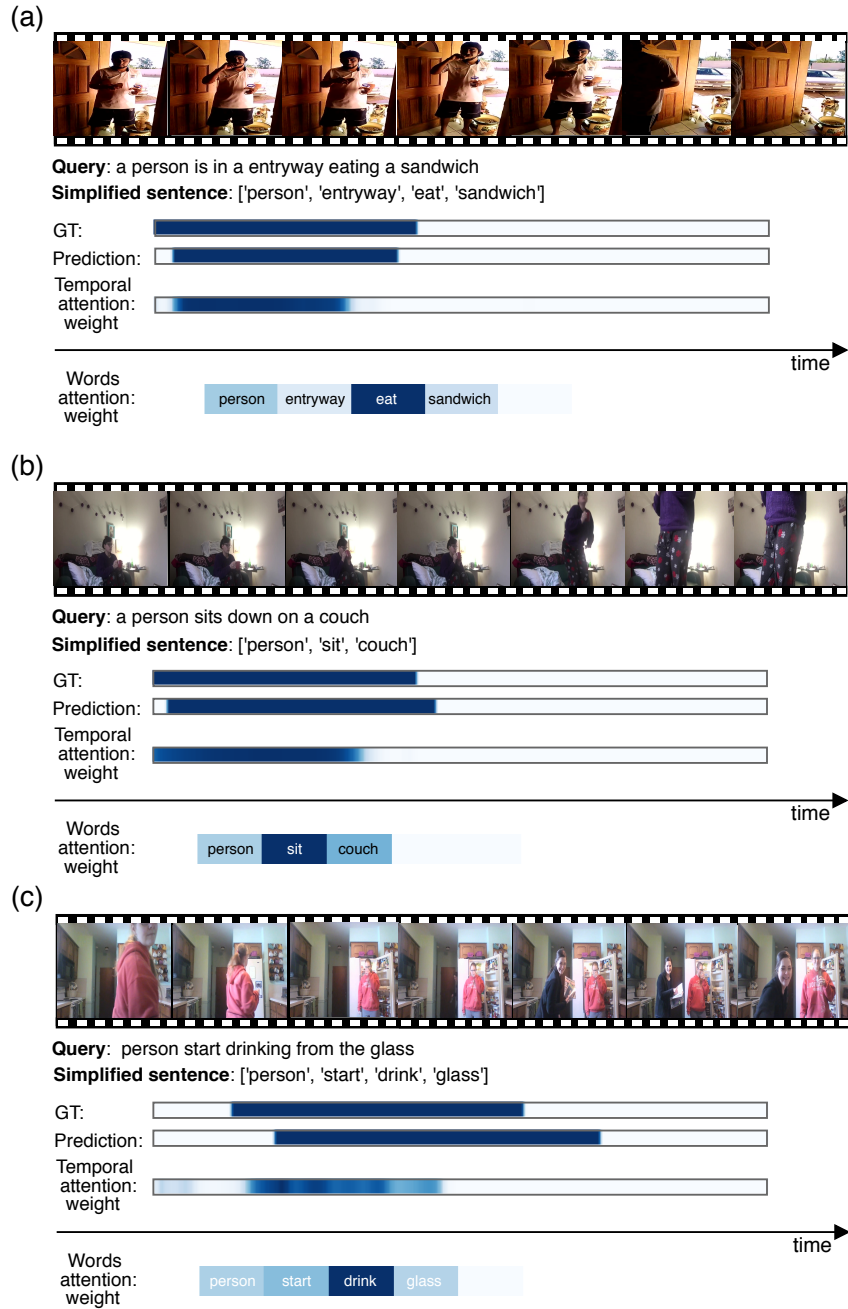 (a)
Query: a person is in a entryway eating a sandwich
Simplified sentence: ['person', 'entryway', 'eat', 'sandwich']
GT:
Prediction:
Temporal
attention:
weight
time
Words
attention:
weight
person entryway eat sandwich
(b)
Query: a person sits down on a couch
Simplified sentence: ['person', 'sit', 'couch']
GT:
Prediction:
Temporal
attention:
weight
time
Words
attention:
weight
person sit couch
(c)
Query: person start drinking from the glass
Simplified sentence: ['person', 'start', 'drink', 'glass']
GT:
Prediction:
Temporal
attention:
weight
time
Words
attention:
weight
person start drink glass